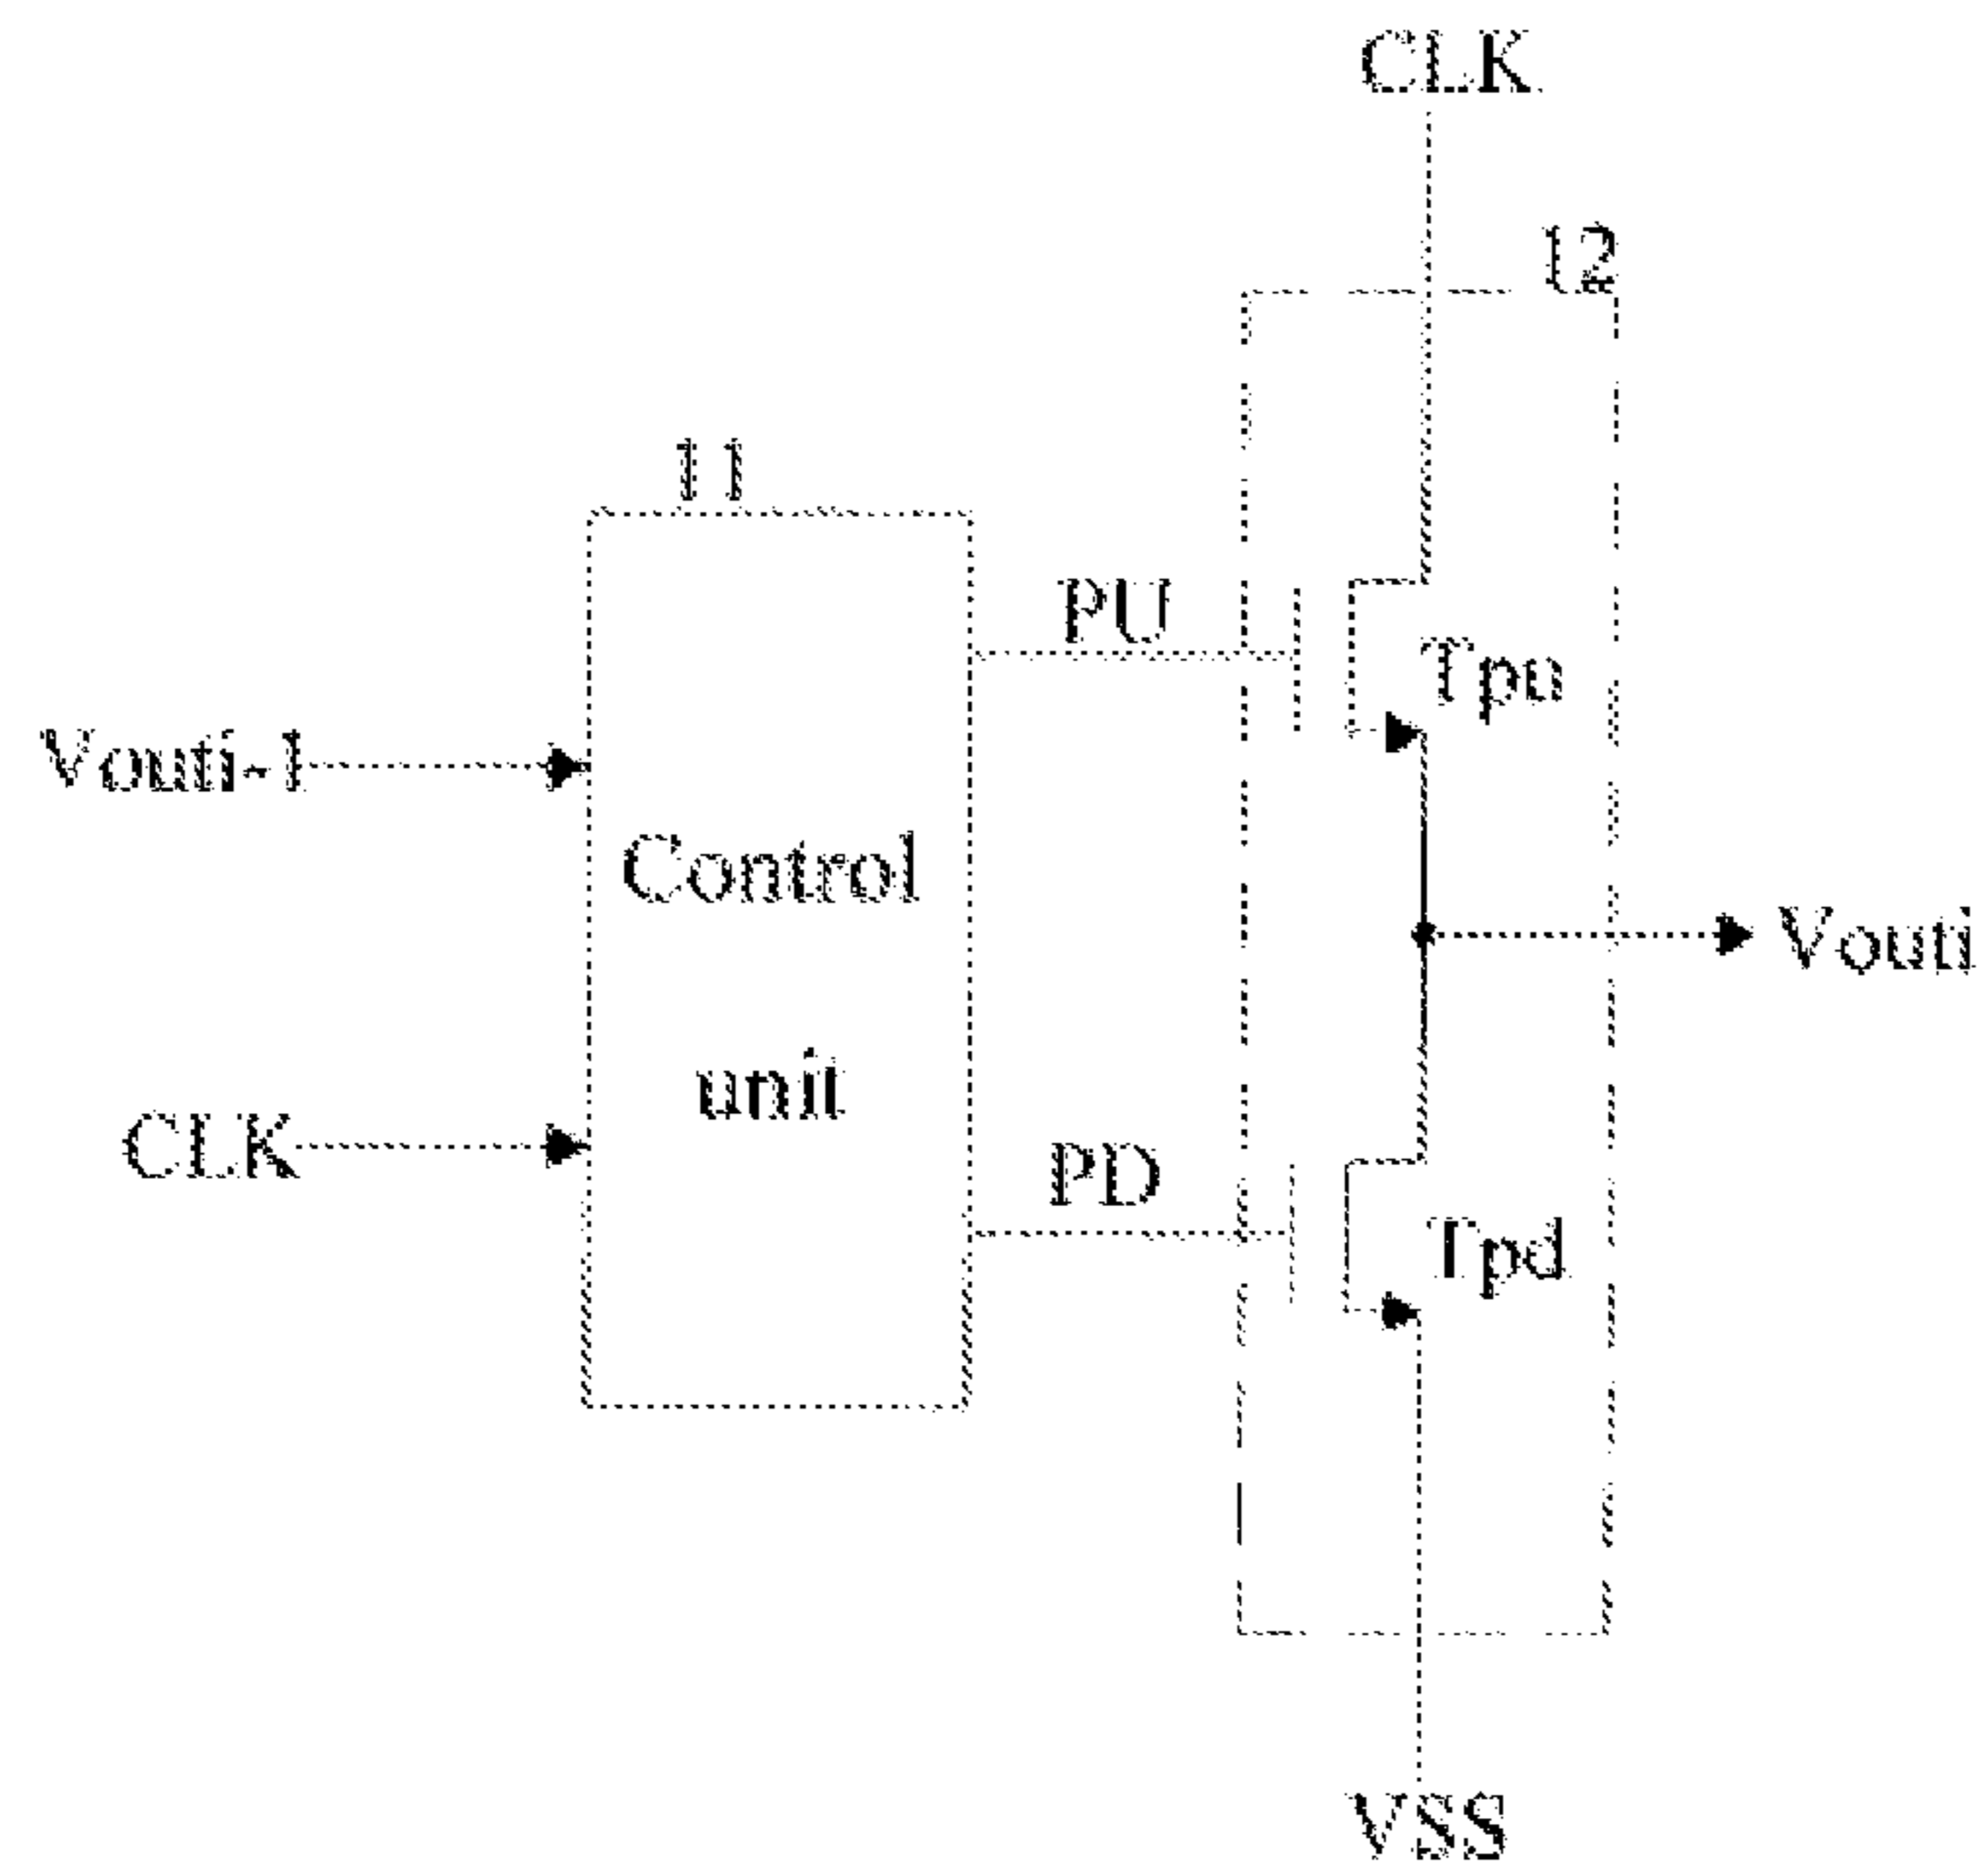 CLK
12
11
PU
Tpu
Vouti-1
Control
unit
Vouti
CLK
PD
Tpd
VSS